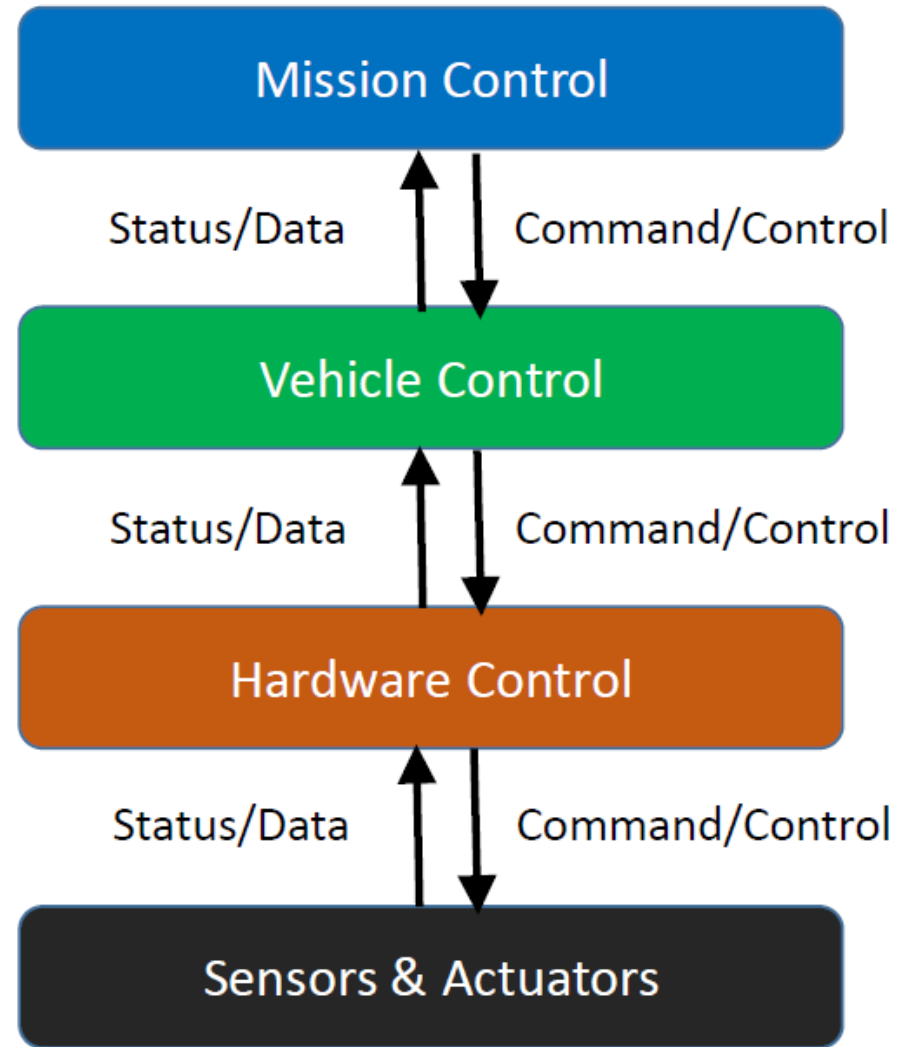 Mission Control
Status/Data Command/Control
Vehicle Control
Status/Data Command/Control
Hardware Control
Status/Data Command/Control
Sensors & Actuators